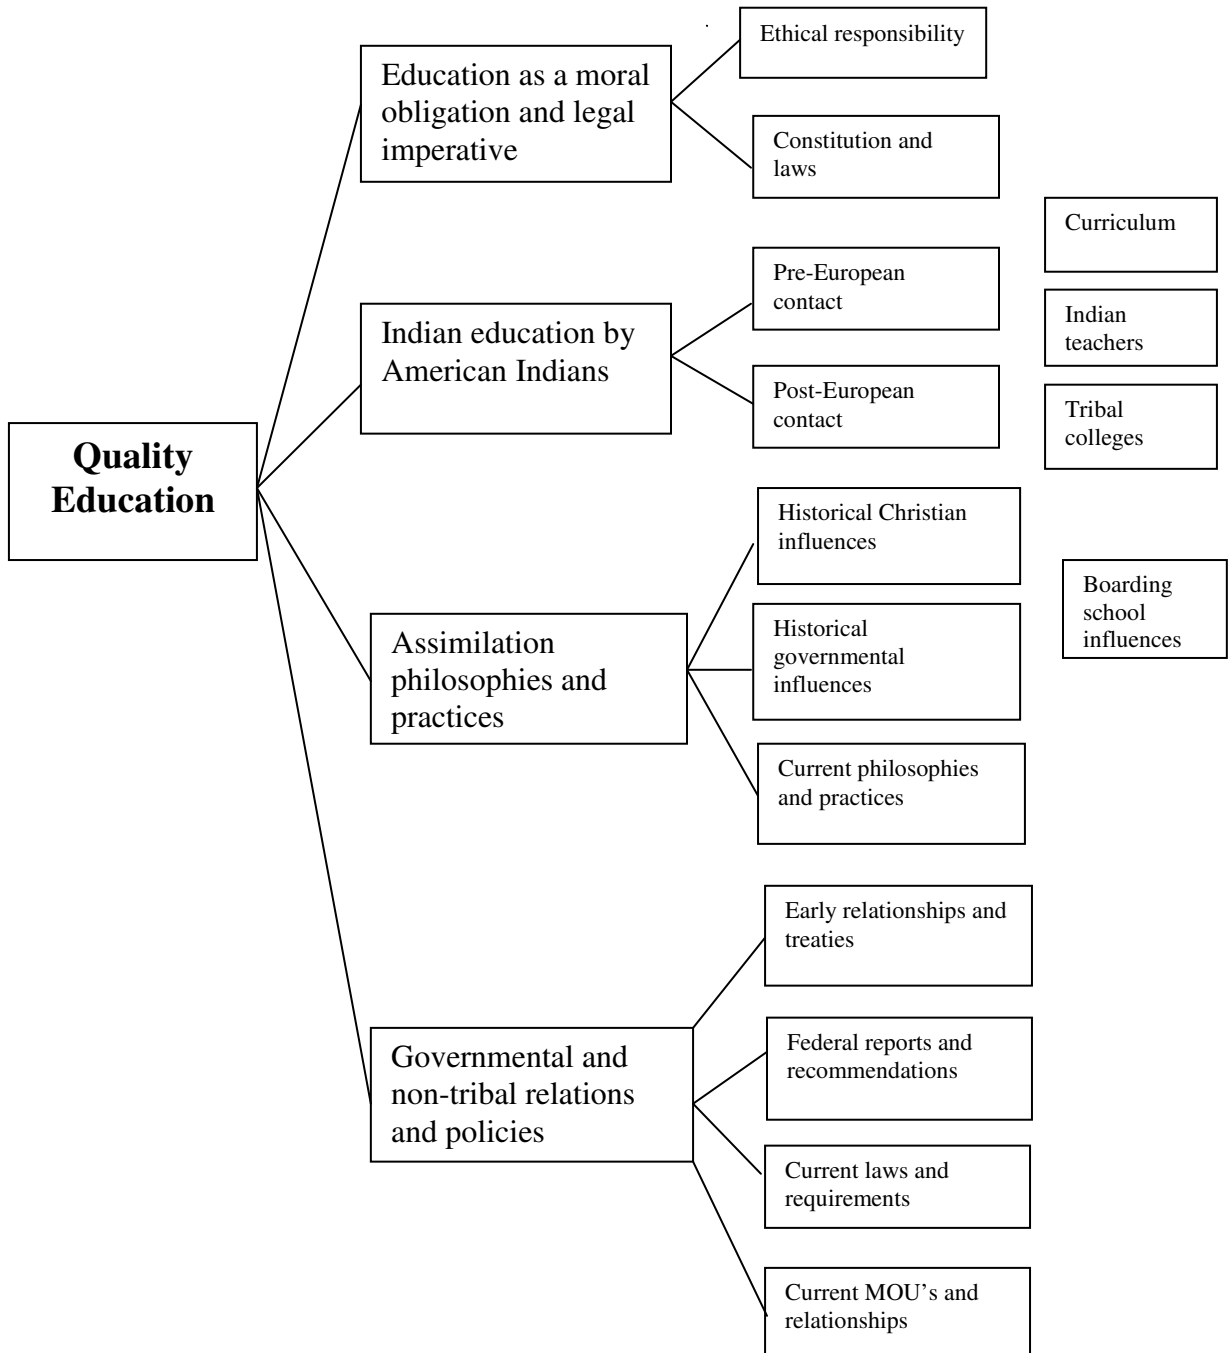 Quality
Education
Education as a moral
obligation and legal
imperative
Ethical responsibility
Constitution and
laws
Indian education by
American Indians
Pre-European
contact
Post-European
contact
Curriculum
Indian
teachers
Tribal
colleges
Assimilation
philosophies and
practices
Historical Christian
influences
Historical
governmental
influences
Current philosophies
and practices
Boarding
school
influences
Governmental and
non-tribal relations
and policies
Early relationships and
treaties
Federal reports and
recommendations
Current laws and
requirements
Current MOU’s and
relationships